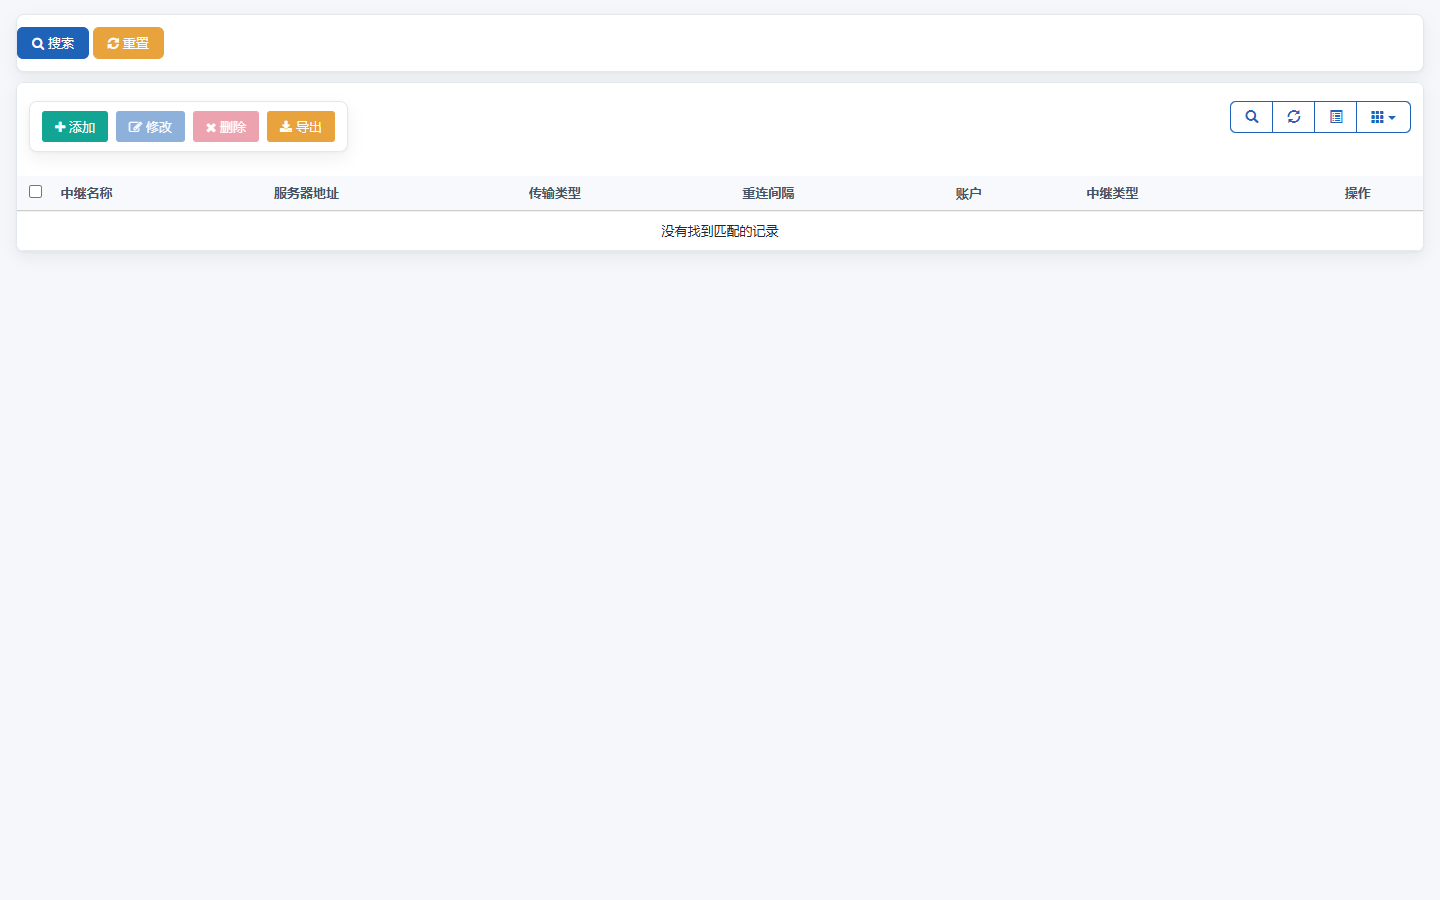 搜索 重置
添加 修改 删除 导出
中继名称 服务器地址 传输类型 重连间隔 账户 中继类型 操作
没有找到匹配的记录